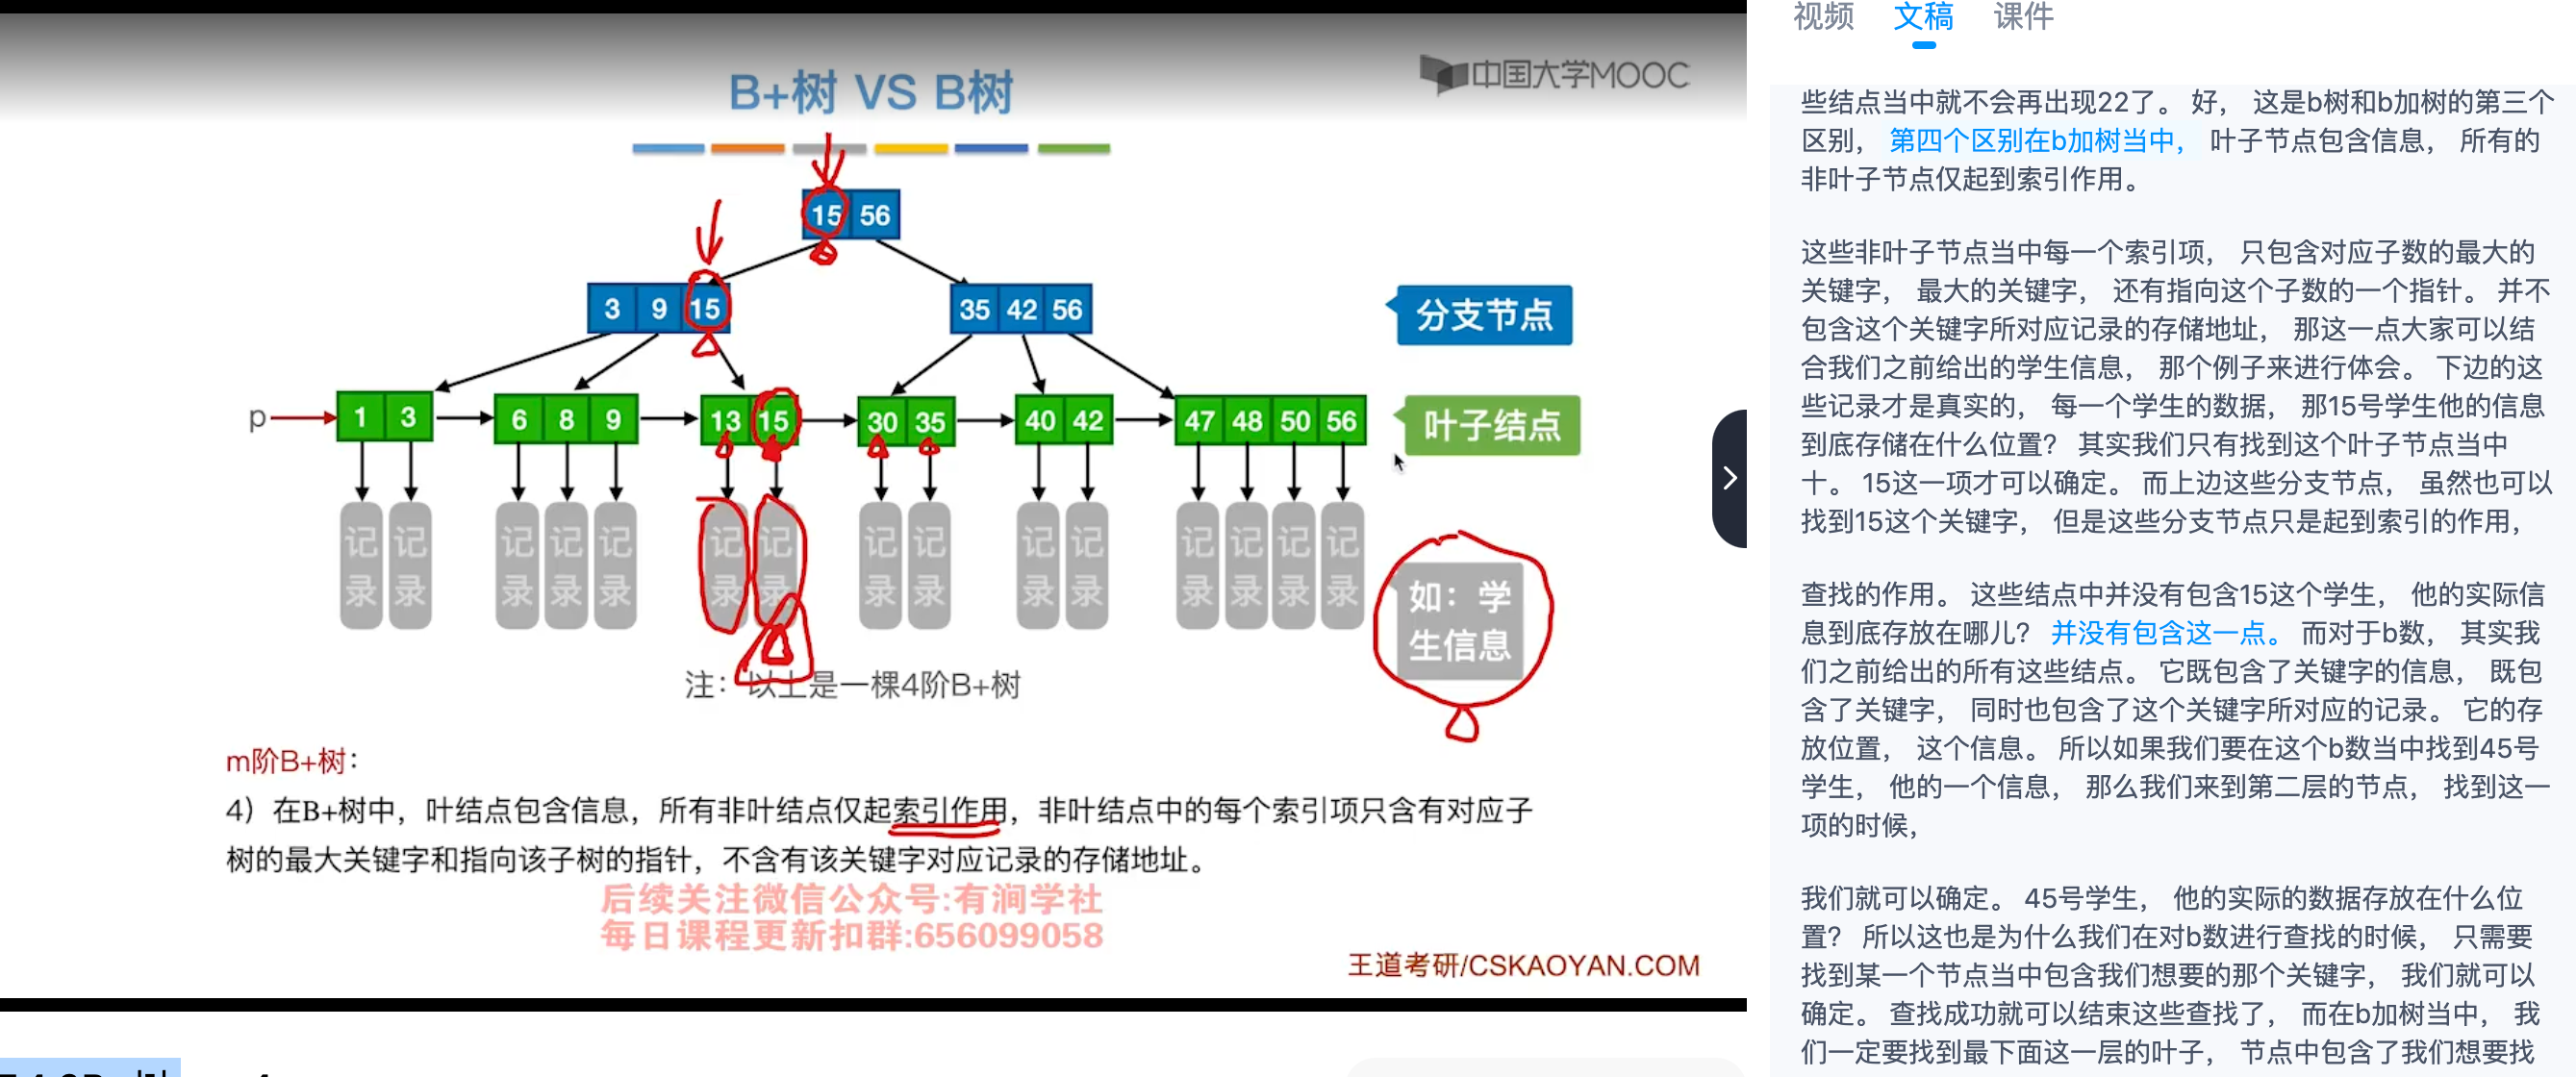 B+树 VS B树
中国大学MOOC
15 56
3 9 15
35 42 56
分支节点
p
1 3
6 8 9
13 15
30 35
40 42
47 48 50 56
叶子结点
记录 记录 记录 记录 记录 记录 记录 记录 记录 记录 记录 记录 记录 记录 记录
如：学
生信息
注：以上是一棵4阶B+树
m阶B+树：
4）在B+树中，叶结点包含信息，所有非叶结点仅起索引作用，非叶结点中的每个索引项只含有对应子
树的最大关键字和指向该子树的指针，不含有该关键字对应记录的存储地址。
后续关注微信公众号:有涧学社
每日课程更新扣群:656099058
王道考研/CSKAOYAN.COM
视频 文稿 课件
些结点当中就不会再出现22了。 好， 这是b树和b加树的第三个
区别， 第四个区别在b加树当中， 叶子节点包含信息， 所有的
非叶子节点仅起到索引作用。
这些非叶子节点当中每一个索引项， 只包含对应子数的最大的
关键字， 最大的关键字， 还有指向这个子数的一个指针。 并不
包含这个关键字所对应记录的存储地址， 那这一点大家可以结
合我们之前给出的学生信息， 那个例子来进行体会。 下边的这
些记录才是真实的， 每一个学生的数据， 那15号学生他的信息
到底存储在什么位置？ 其实我们只有找到这个叶子节点当中
十。 15这一项才可以确定。 而上边这些分支节点， 虽然也可以
找到15这个关键字， 但是这些分支节点只是起到索引的作用，
查找的作用。 这些结点中并没有包含15这个学生， 他的实际信
息到底存放在哪儿？ 并没有包含这一点。 而对于b数， 其实我
们之前给出的所有这些结点。 它既包含了关键字的信息， 既包
含了关键字， 同时也包含了这个关键字所对应的记录。 它的存
放位置， 这个信息。 所以如果我们要在这个b数当中找到45号
学生， 他的一个信息， 那么我们来到第二层的节点， 找到这一
项的时候，
我们就可以确定。 45号学生， 他的实际的数据存放在什么位
置？ 所以这也是为什么我们在对b数进行查找的时候， 只需要
找到某一个节点当中包含我们想要的那个关键字， 我们就可以
确定。 查找成功就可以结束这些查找了， 而在b加树当中， 我
们一定要找到最下面这一层的叶子， 节点中包含了我们想要找